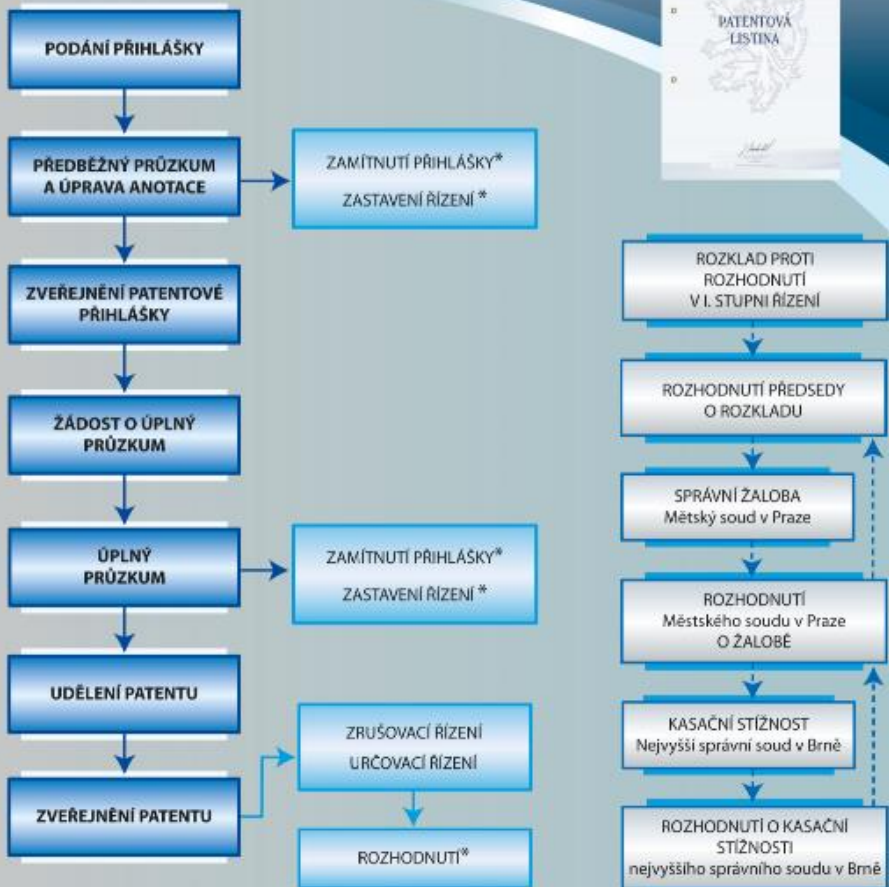 PATENTOVÁ
LISTINA
PODÁNÍ PŘIHLÁŠKY
PŘEDBĚŽNÝ PRŮZKUM
A ÚPRAVA ANOTACE
ZAMÍTNUTÍ PŘIHLÁŠKY*
ZASTAVENÍ ŘÍZENÍ *
ZVEŘEJNĚNÍ PATENTOVÉ
PŘIHLÁŠKY
ŽÁDOST O ÚPLNÝ
PRŮZKUM
ÚPLNÝ
PRŮZKUM
ZAMÍTNUTÍ PŘIHLÁŠKY*
ZASTAVENÍ ŘÍZENÍ *
UDĚLENÍ PATENTU
ZVEŘEJNĚNÍ PATENTU
ZRUŠOVACÍ ŘÍZENÍ
URČOVACÍ ŘÍZENÍ
ROZHODNUTÍ*
ROZKLAD PROTI
ROZHODNUTÍ
V I. STUPNI ŘÍZENÍ
ROZHODNUTÍ PŘEDSEDY
O ROZKLADU
SPRÁVNÍ ŽALOBA
Mětský soud v Praze
ROZHODNUTÍ
Městského soudu v Praze
O ŽALOBĚ
KASAČNÍ STÍŽNOST
Nejvyšší správní soud v Brně
ROZHODNUTÍ O KASAČNÍ
STÍŽNOSTI
nejvyššího správního soudu v Brně